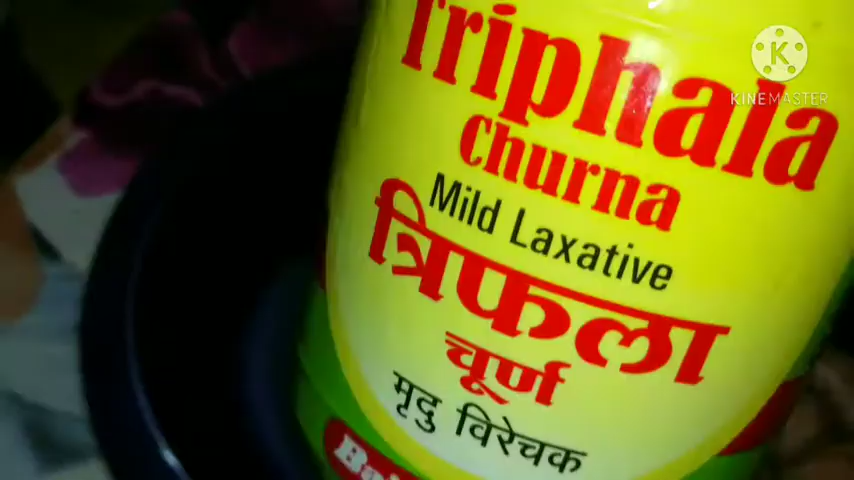 K
KINEMASTER
Triphala
Churna
Mild Laxative
त्रिफला
चूर्ण
मृदु विरेचक